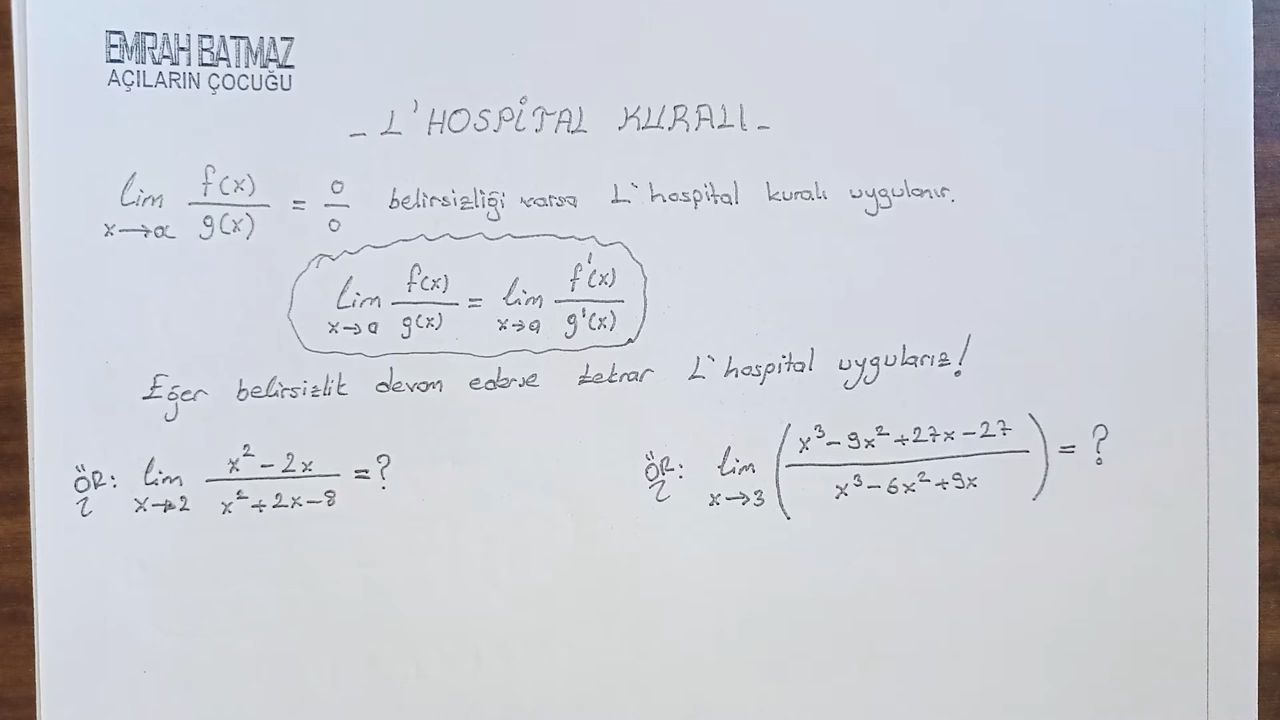 EMRAH BATMAZ
AÇILARIN ÇOCUĞU
- L'HOSPİTAL KURALI -
lim x→a f(x)/g(x) = 0/0 belirsizliği varsa L'hospital kuralı uygulanır.
lim x→a f(x)/g(x) = lim x→a f'(x)/g'(x)
Eğer belirsizlik devam ederse tekrar L'hospital uygularız!
ÖR: lim x→2 x²-2x / x²+2x-8 = ?
ÖR: lim x→3 (x³-9x²+27x-27 / x³-6x²+9x) = ?